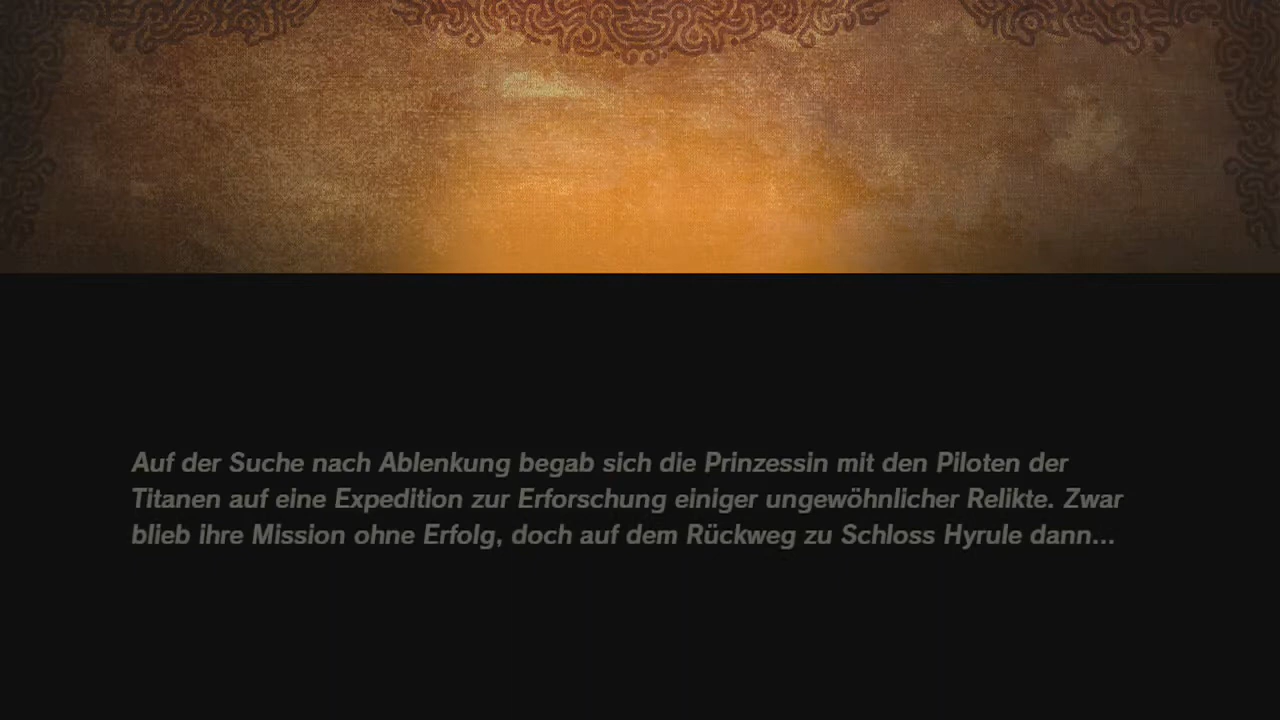 Auf der Suche nach Ablenkung begab sich die Prinzessin mit den Piloten der
Titanen auf eine Expedition zur Erforschung einiger ungewöhnlicher Relikte. Zwar
blieb ihre Mission ohne Erfolg, doch auf dem Rückweg zu Schloss Hyrule dann...